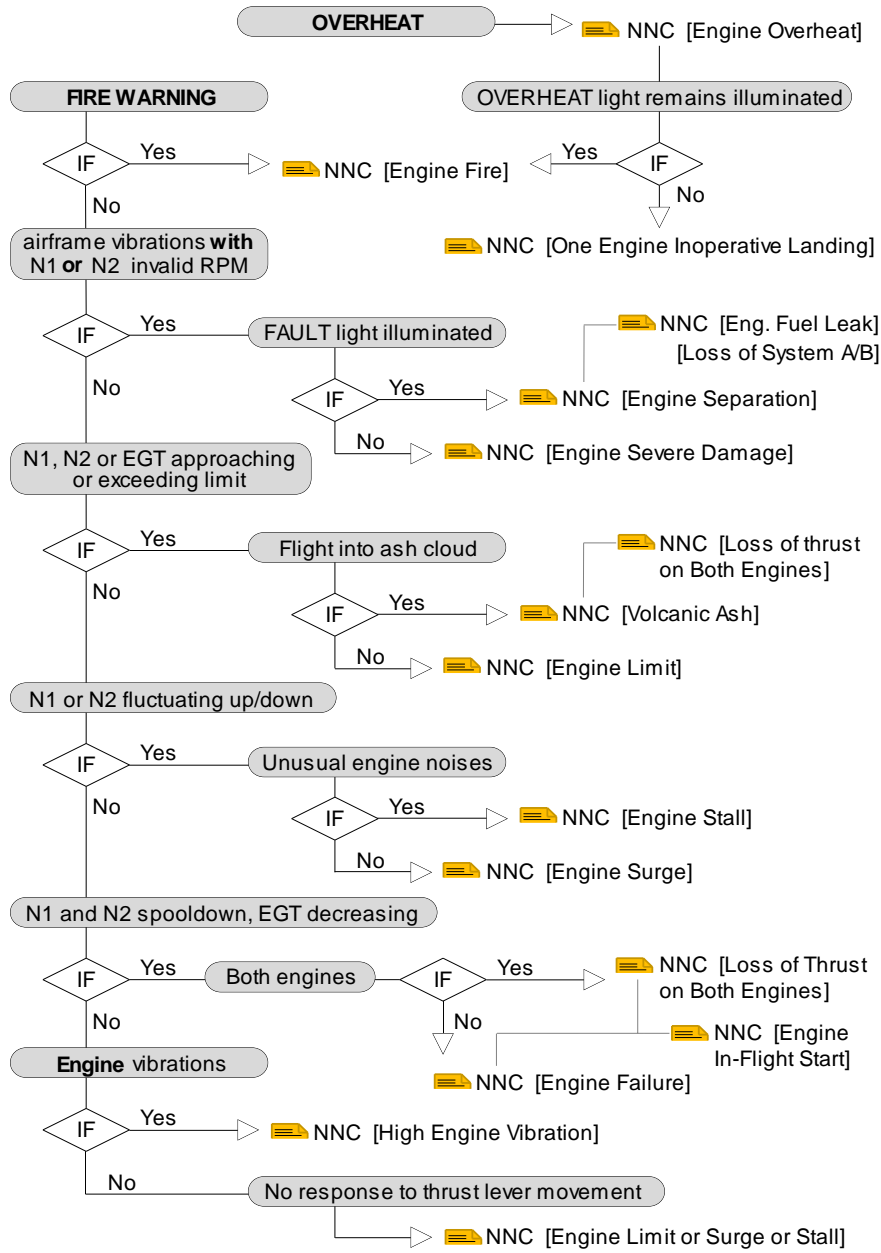 OVERHEAT
NNC [Engine Overheat]
FIRE WARNING
OVERHEAT light remains illuminated
IF
Yes
NNC [Engine Fire]
Yes
IF
No
No
airframe vibrations with
N1 or N2 invalid RPM
NNC [One Engine Inoperative Landing]
IF
Yes
FAULT light illuminated
NNC [Eng. Fuel Leak]
[Loss of System A/B]
No
IF
Yes
NNC [Engine Separation]
No
NNC [Engine Severe Damage]
N1, N2 or EGT approaching
or exceeding limit
IF
Yes
Flight into ash cloud
NNC [Loss of thrust
on Both Engines]
No
IF
Yes
NNC [Volcanic Ash]
No
NNC [Engine Limit]
N1 or N2 fluctuating up/down
IF
Yes
Unusual engine noises
No
IF
Yes
NNC [Engine Stall]
No
NNC [Engine Surge]
N1 and N2 spooldown, EGT decreasing
IF
Yes
Both engines
IF
Yes
NNC [Loss of Thrust
on Both Engines]
No
No
NNC [Engine
In-Flight Start]
Engine vibrations
NNC [Engine Failure]
IF
Yes
NNC [High Engine Vibration]
No
No response to thrust lever movement
NNC [Engine Limit or Surge or Stall]